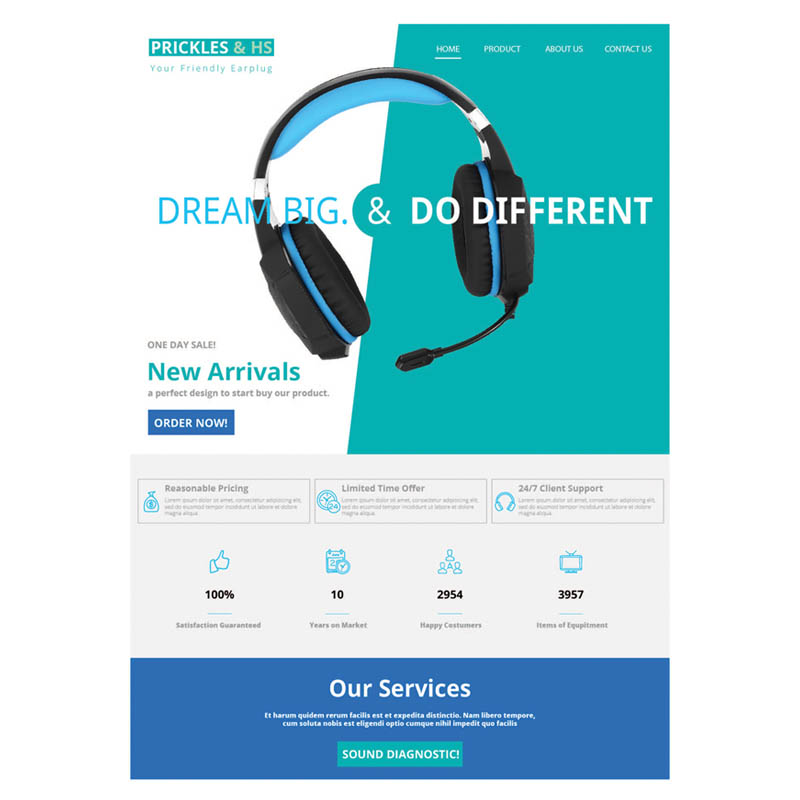 PRICKLES & HS
Your Friendly Earplug
HOME PRODUCT ABOUT US CONTACT US
DREAM BIG. & DO DIFFERENT
ONE DAY SALE!
New Arrivals
a perfect design to start buy our product.
ORDER NOW!
Reasonable Pricing
Lorem ipsum dolor sit amet, consectetur adipiscing elit,
sed do eiusmod tempor incididunt ut labore et dolore
magna aliqua.
Limited Time Offer
24
Lorem ipsum dolor sit amet, consectetur adipiscing elit,
sed do eiusmod tempor incididunt ut labore et dolore
magna aliqua.
24/7 Client Support
Lorem ipsum dolor sit amet, consectetur adipiscing elit,
sed do eiusmod tempor incididunt ut labore et dolore
magna aliqua.
100%
Satisfaction Guaranteed
2
10
Years on Market
2954
Happy Costumers
3957
Items of Equpitment
Our Services
Et harum quidem rerum facilis est et expedita distinctio. Nam libero tempore,
cum soluta nobis est eligendi optio cumque nihil impedit quo facilis
SOUND DIAGNOSTIC!